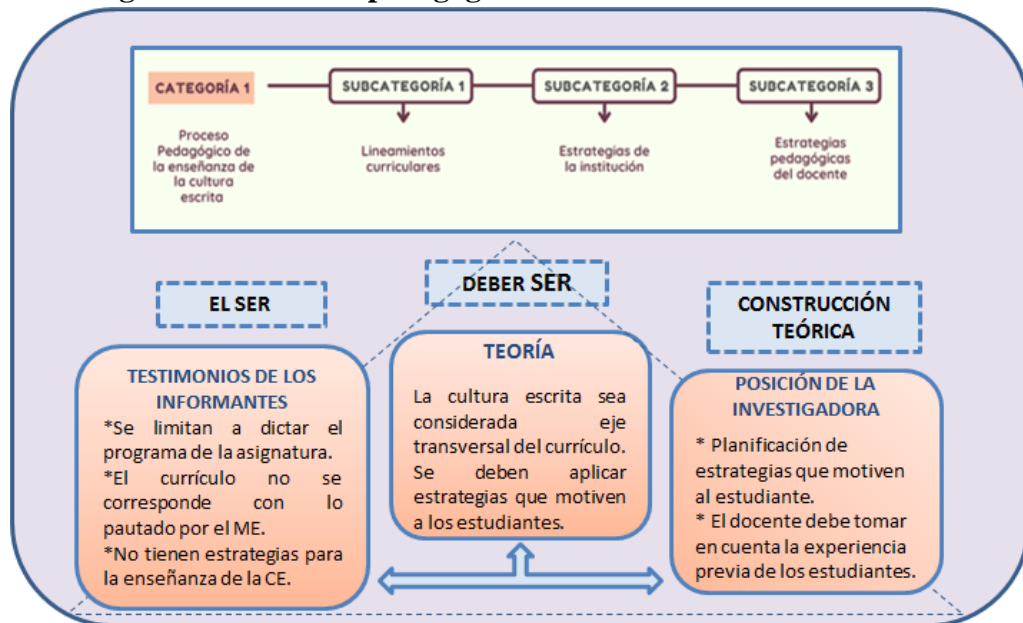 CATEGORÍA 1
SUBCATEGORÍA 1
SUBCATEGORÍA 2
SUBCATEGORÍA 3
Proceso
Pedagógico de
la enseñanza de
la cultura
escrita
Lineamientos
curriculares
Estrategias de
la institución
Estrategias
pedagógicas
del docente
EL SER
DEBER SER
CONSTRUCCIÓN
TEÓRICA
TESTIMONIOS DE LOS
INFORMANTES
*Se limitan a dictar el
programa de la asignatura.
*El currículo no se
corresponde con lo
pautado por el ME.
*No tienen estrategias para
la enseñanza de la CE.
TEORÍA
La cultura escrita sea
considerada eje
transversal del currículo.
Se deben aplicar
estrategias que motiven
a los estudiantes.
POSICIÓN DE LA
INVESTIGADORA
* Planificación de
estrategias que motiven
al estudiante.
* El docente debe tomar
en cuenta la experiencia
previa de los estudiantes.